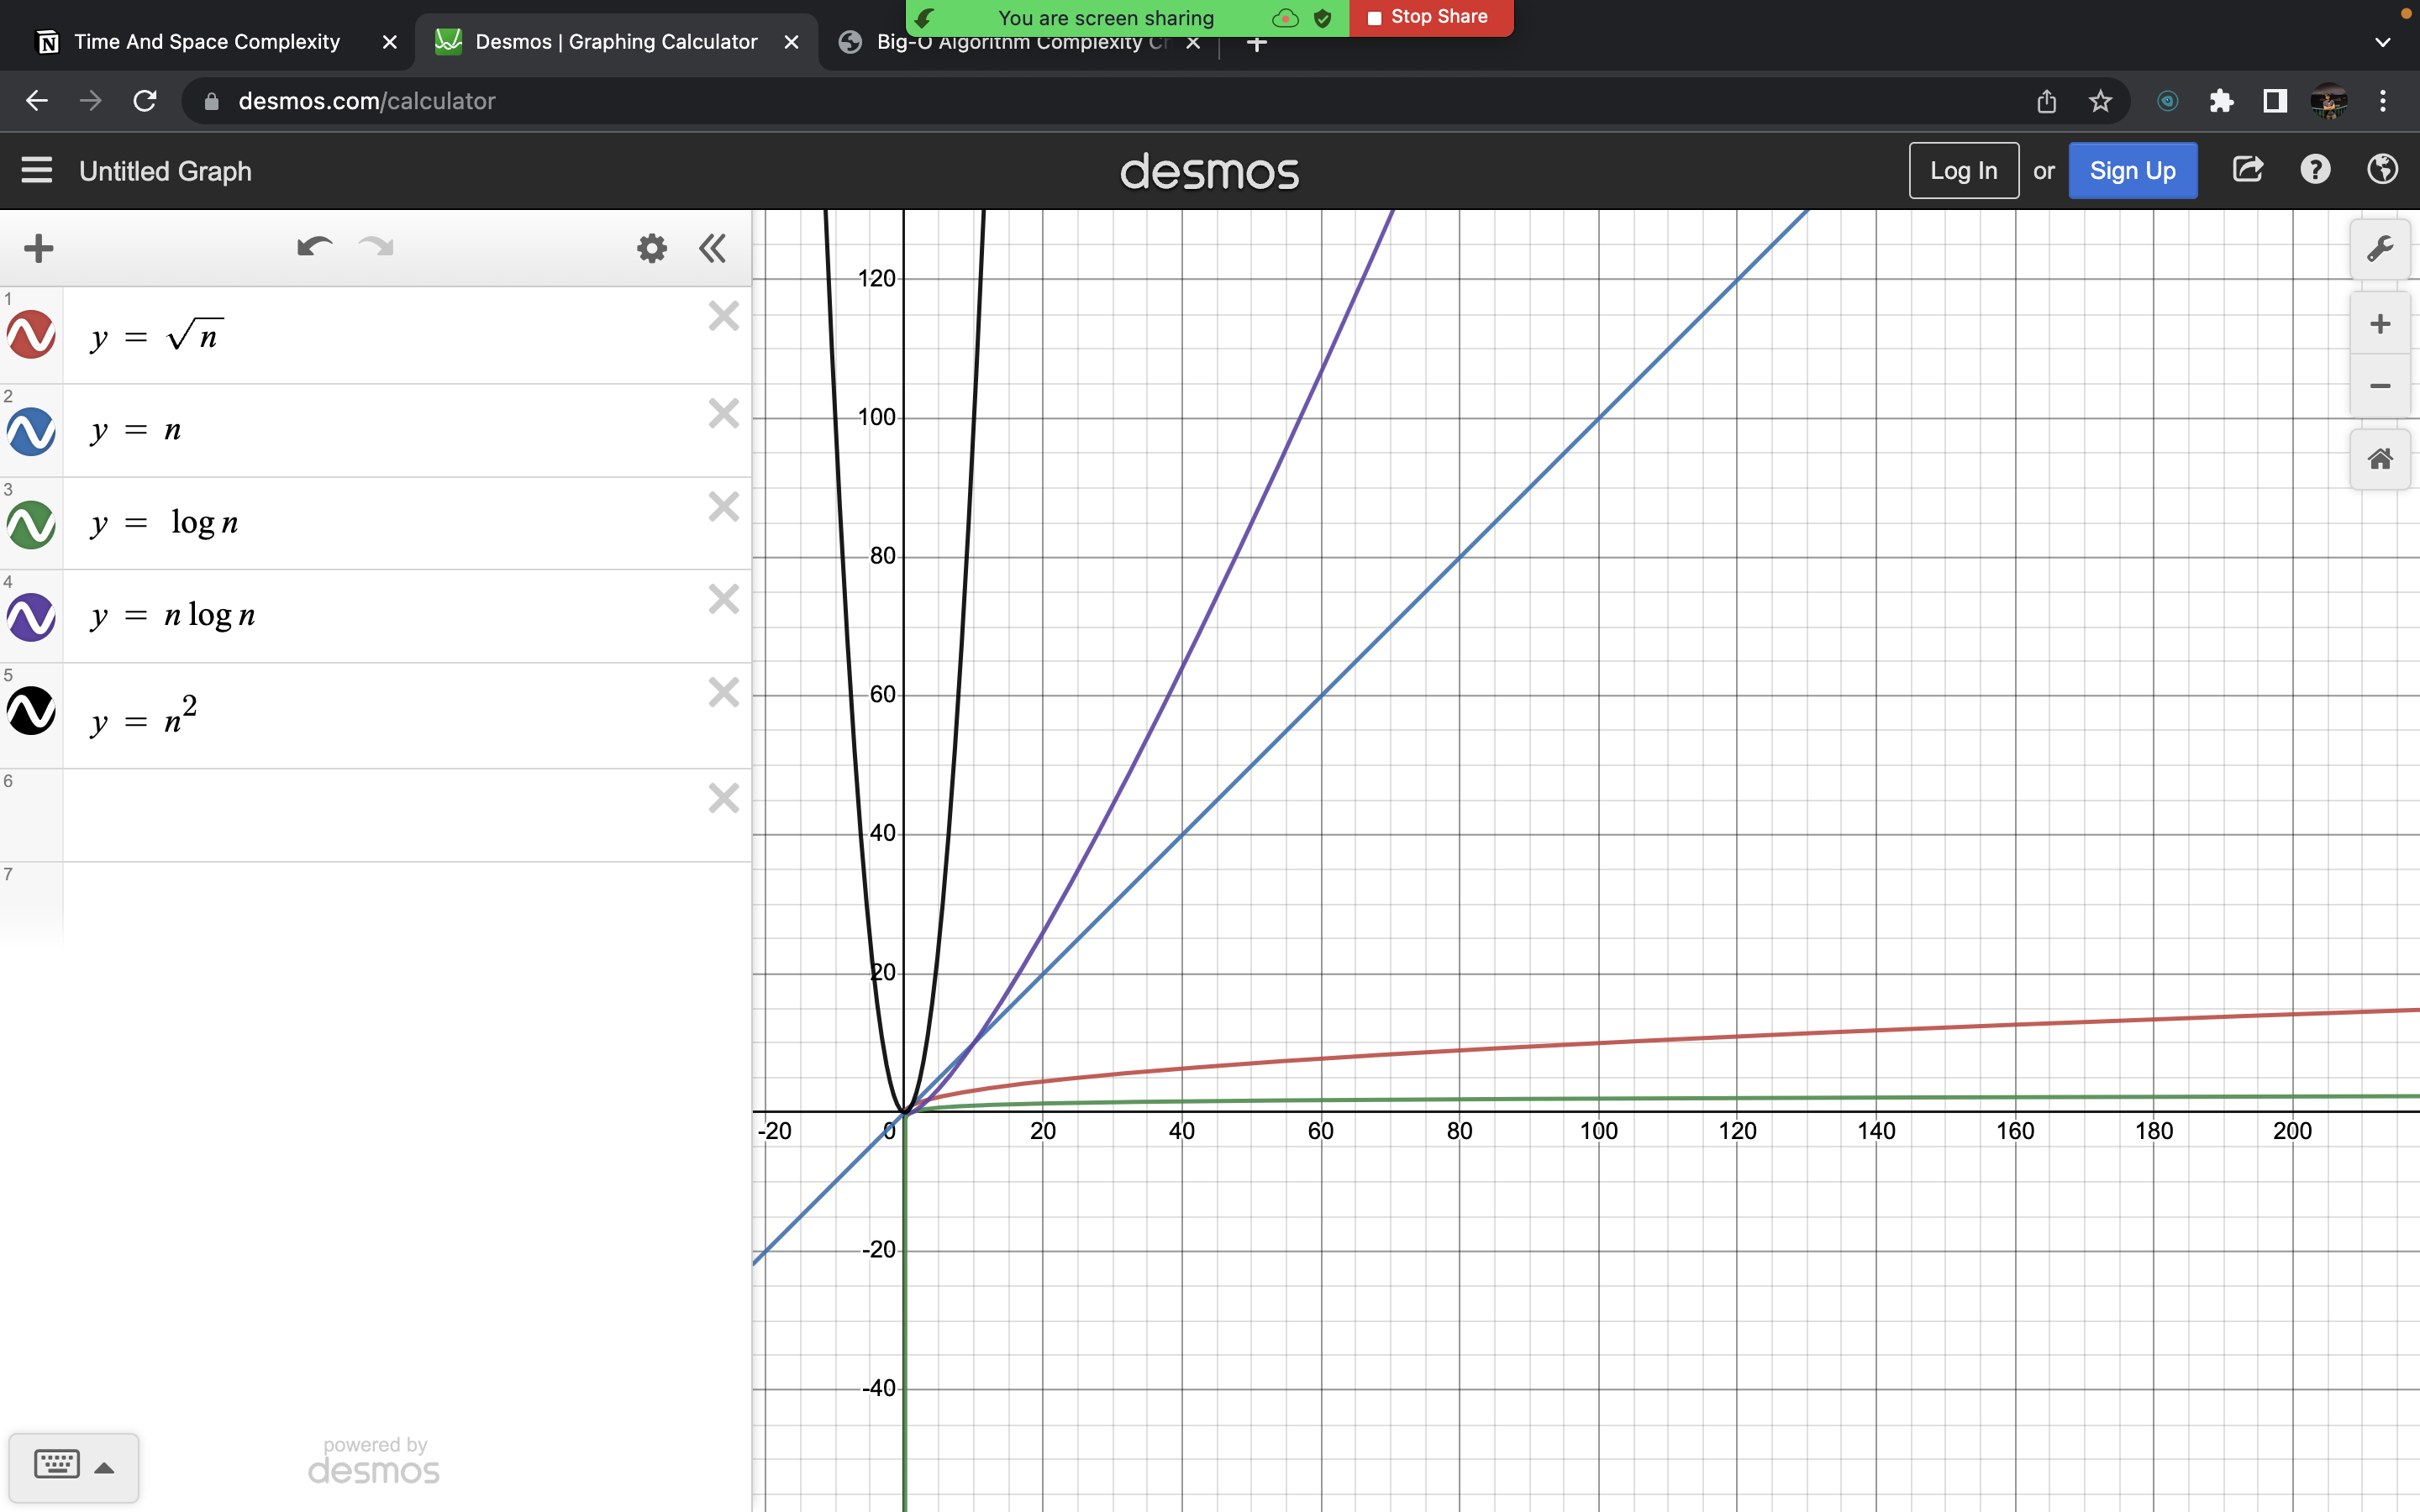 You are screen sharing
Stop Share
Time And Space Complexity
Desmos | Graphing Calculator
Big-O Algorithm Complexity
desmos.com/calculator
Untitled Graph
desmos
Log In
or
Sign Up
1
y = √n
2
y = n
3
y = log n
4
y = n log n
5
y = n²
6
7
120
100
80
60
40
20
-20 0 20 40 60 80 100 120 140 160 180 200
-20
-40
powered by
desmos